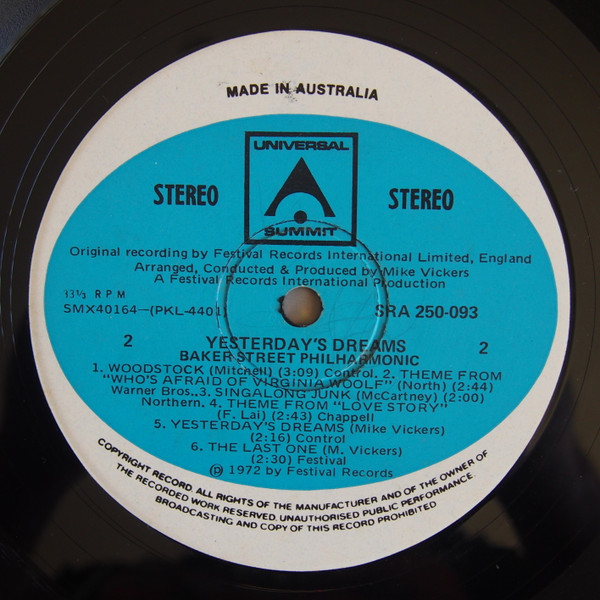 MADE IN AUSTRALIA
UNIVERSAL
SUMMIT
STEREO STEREO
Original recording by Festival Records International Limited, England
Arranged, Conducted & Produced by Mike Vickers
A Festival Records International Production
33⅓ R P M
SMX40164—(PKL-4401) SRA 250-093
2 YESTERDAY'S DREAMS 2
BAKER STREET PHILHARMONIC
1. WOODSTOCK (Mitchell) (3:09) Control. 2. THEME FROM
"WHO'S AFRAID OF VIRGINIA WOOLF" (North) (2:44)
Warner Bros.. 3. SINGALONG JUNK (McCartney) (2:00)
Northern. 4. THEME FROM "LOVE STORY"
(F. Lai) (2:43) Chappell
5. YESTERDAY'S DREAMS (Mike Vickers)
(2:16) Control
6. THE LAST ONE (M. Vickers)
(2:30) Festival
℗ 1972 by Festival Records
COPYRIGHT RECORD. ALL RIGHTS OF THE MANUFACTURER AND OF THE OWNER OF
THE RECORDED WORK RESERVED. UNAUTHORISED PUBLIC PERFORMANCE
BROADCASTING AND COPY OF THIS RECORD PROHIBITED